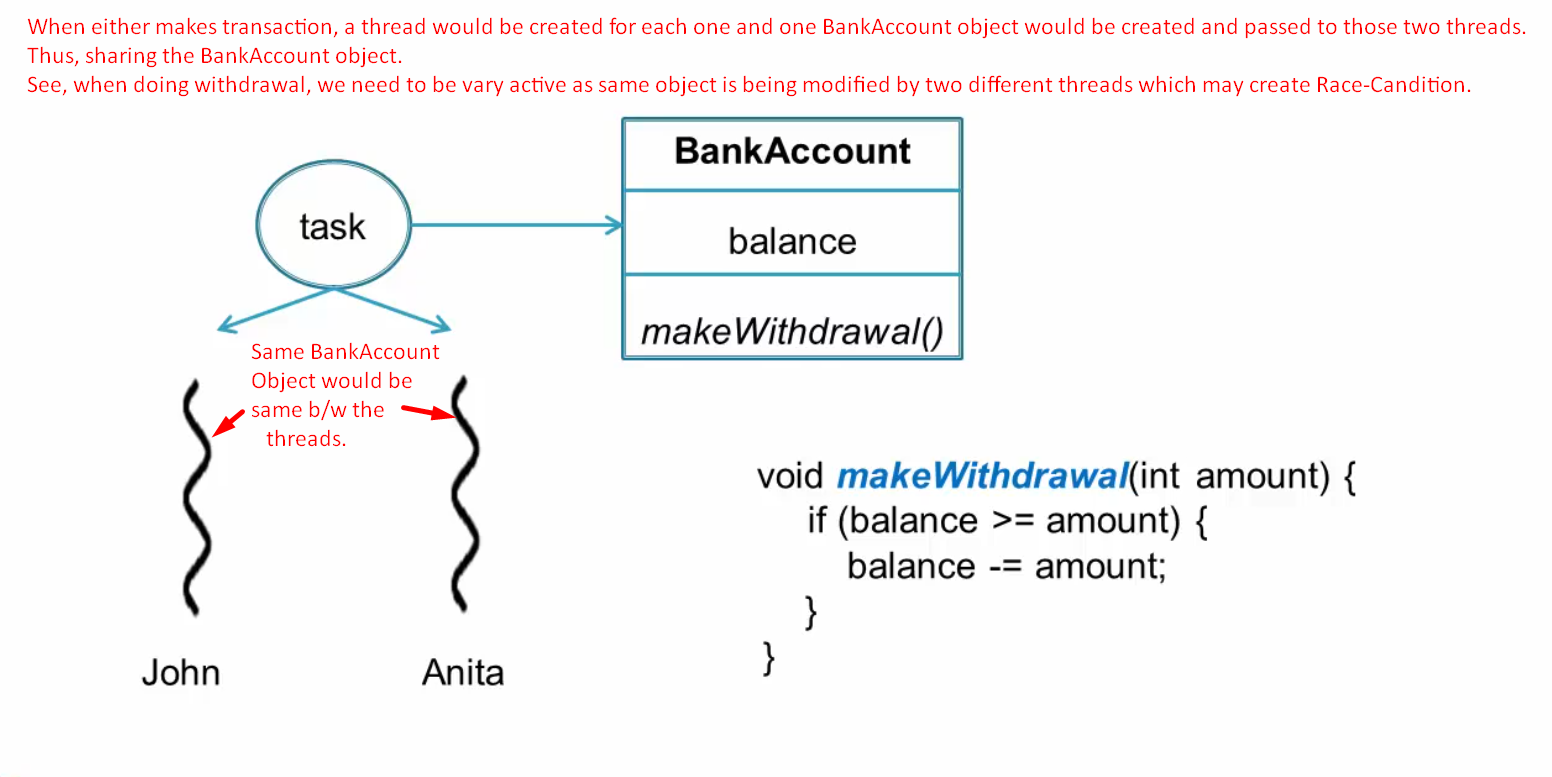 When either makes transaction, a thread would be created for each one and one BankAccount object would be created and passed to those two threads.
Thus, sharing the BankAccount object.
See, when doing withdrawal, we need to be vary active as same object is being modified by two different threads which may create Race-Candition.
BankAccount
task
balance
makeWithdrawal()
Same BankAccount
Object would be
same b/w the
threads.
void makeWithdrawal(int amount) {
if (balance >= amount) {
balance -= amount;
}
}
John
Anita